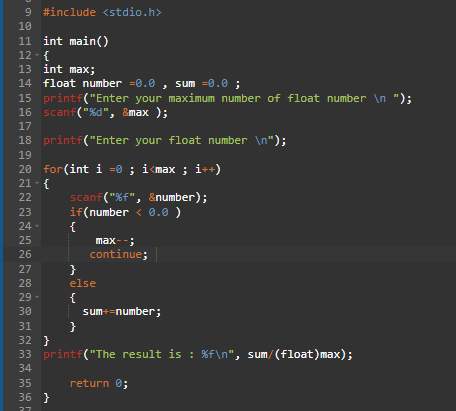 9 #include <stdio.h>
10
11 int main()
12 {
13 int max;
14 float number =0.0 , sum =0.0 ;
15 printf("Enter your maximum number of float number \n ");
16 scanf("%d", &max );
17
18 printf("Enter your float number \n");
19
20 for(int i =0 ; i<max ; i++)
21 {
22     scanf("%f", &number);
23     if(number < 0.0 )
24     {
25         max--;
26        continue;
27     }
28     else
29     {
30       sum+=number;
31     }
32 }
33 printf("The result is : %f\n", sum/(float)max);
34
35     return 0;
36 }